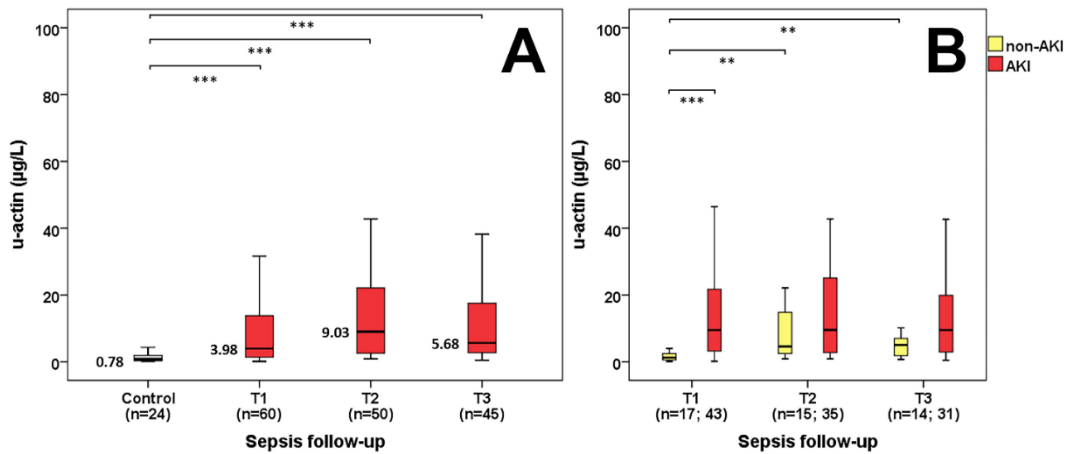 A
B
non-AKI
AKI
***
***
***
**
**
***
100
80
60
40
20
0
u-actin (µg/L)
0.78
3.98
9.03
5.68
Control T1 T2 T3
(n=24) (n=60) (n=50) (n=45)
Sepsis follow-up
100
80
60
40
20
0
u-actin (µg/L)
T1 T2 T3
(n=17; 43) (n=15; 35) (n=14; 31)
Sepsis follow-up